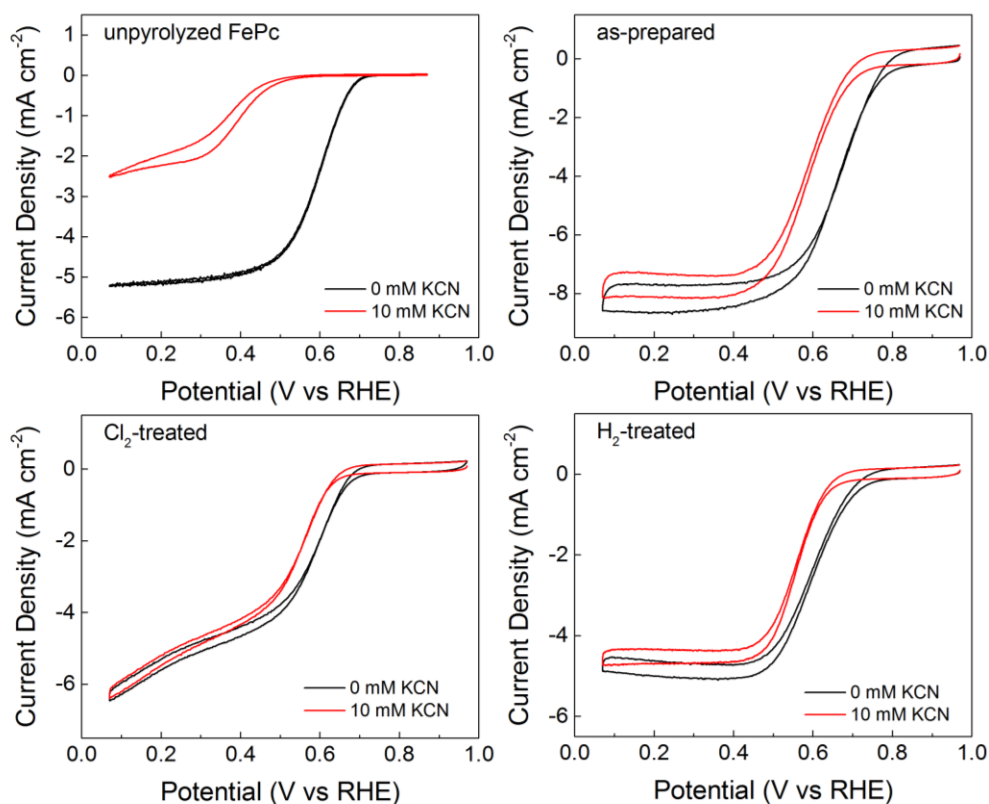 unpyrolyzed FePc
1
0
-1
-2
-3
-4
-5
-6
Current Density (mA cm⁻²)
0 mM KCN
10 mM KCN
0.0 0.2 0.4 0.6 0.8 1.0
Potential (V vs RHE)
as-prepared
0
-2
-4
-6
-8
Current Density (mA cm⁻²)
0 mM KCN
10 mM KCN
0.0 0.2 0.4 0.6 0.8 1.0
Potential (V vs RHE)
Cl₂-treated
0
-2
-4
-6
Current Density (mA cm⁻²)
0 mM KCN
10 mM KCN
0.0 0.2 0.4 0.6 0.8 1.0
Potential (V vs RHE)
H₂-treated
0
-2
-4
-6
Current Density (mA cm⁻²)
0 mM KCN
10 mM KCN
0.0 0.2 0.4 0.6 0.8 1.0
Potential (V vs RHE)